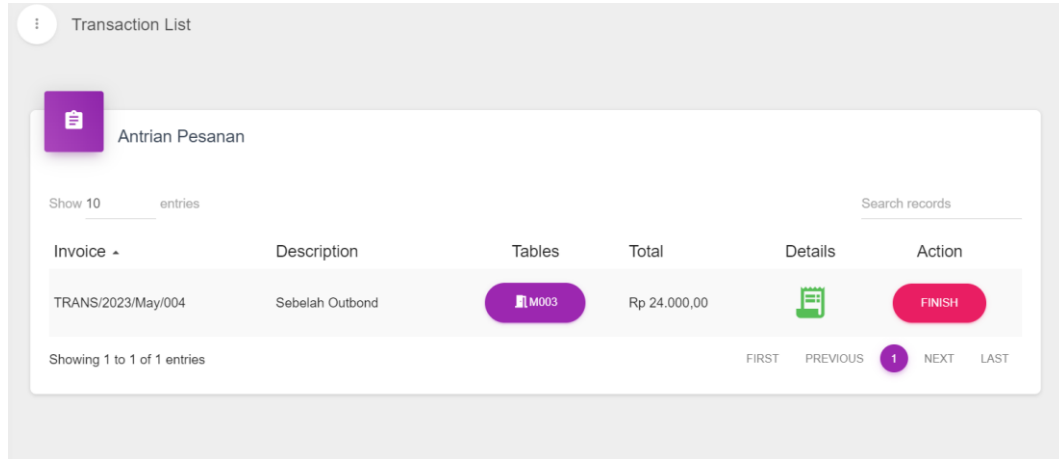 Transaction List
Antrian Pesanan
Show 10 entries
Search records
Invoice Description Tables Total Details Action
TRANS/2023/May/004 Sebelah Outbond M003 Rp 24.000,00 FINISH
Showing 1 to 1 of 1 entries
FIRST PREVIOUS 1 NEXT LAST